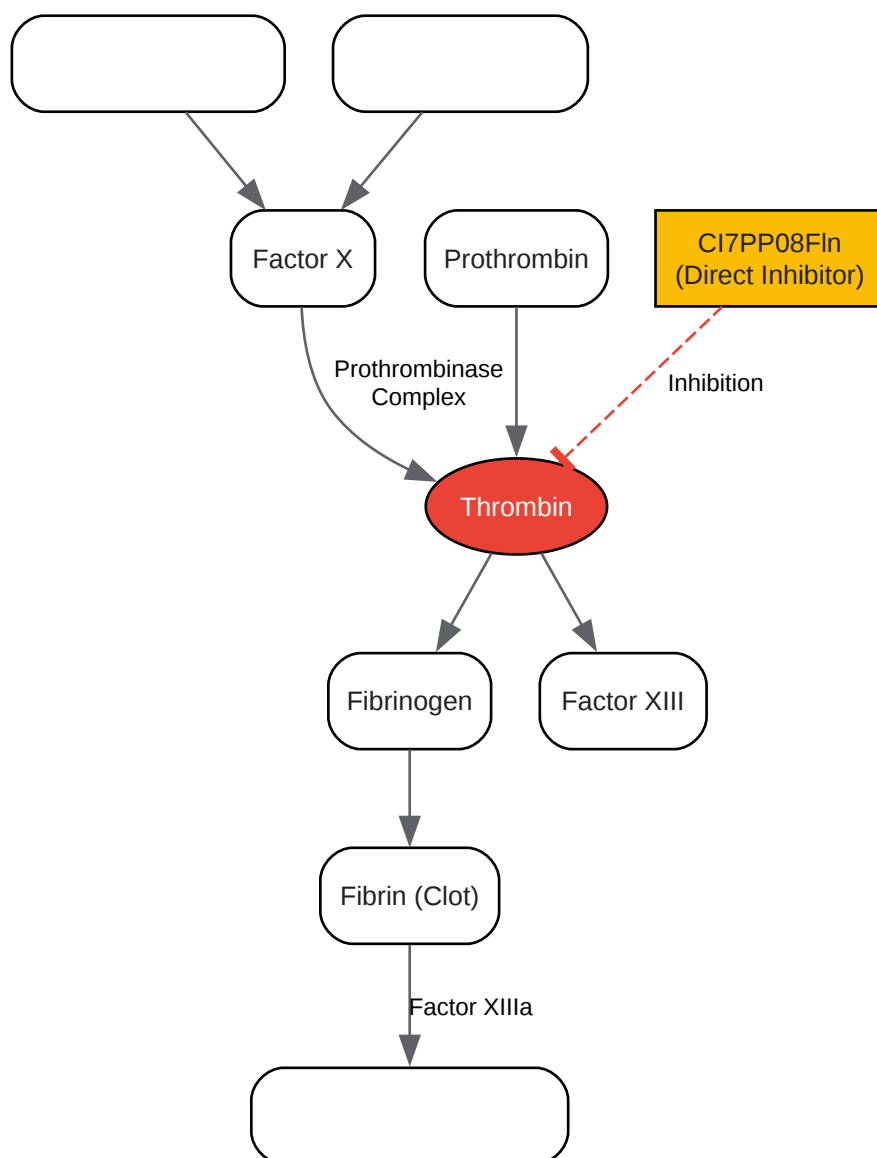 Factor X
Prothrombin
CI7PP08Fln
(Direct Inhibitor)
Prothrombinase
Complex
Inhibition
Thrombin
Fibrinogen
Factor XIII
Fibrin (Clot)
Factor XIIIa